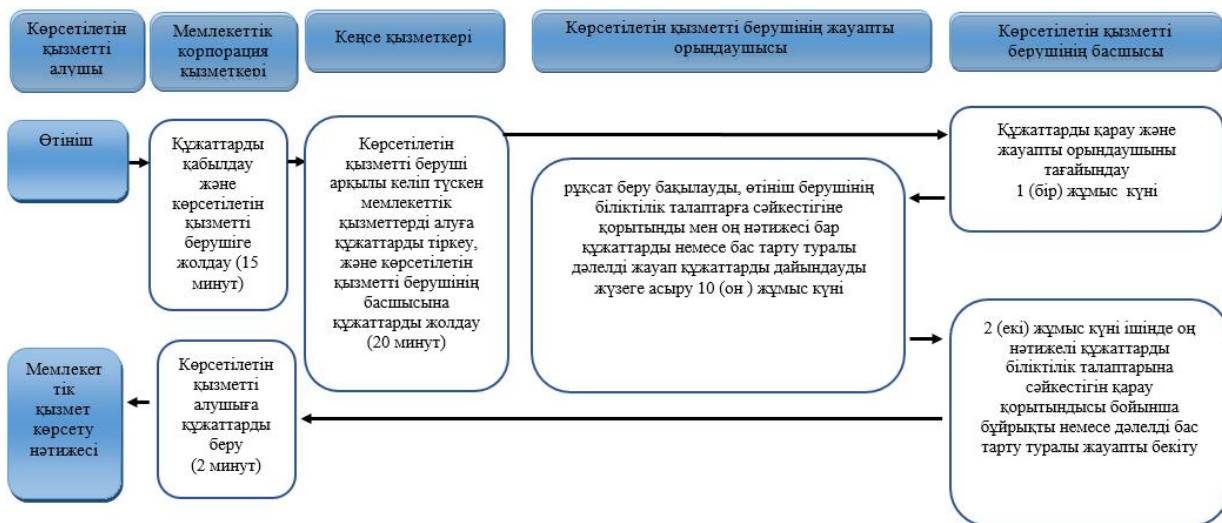 Көрсетілетін
қызметті
алушы
Мемлекеттік
корпорация
қызметкері
Кеңсе қызметкері
Көрсетілетін қызметті берушінің жауапты
орындаушысы
Көрсетілетін қызметті
берушінің басшысы
Өтініш
Құжаттарды
қабылдау
және
көрсетілетін
қызметті
берушіге
жолдау (15
минут)
Көрсетілетін
қызметті беруші
арқылы келіп түскен
мемлекеттік
қызметтерді алуға
құжаттарды тіркеу,
және көрсетілетін
қызметті берушінің
басшысына
құжаттарды жолдау
(20 минут)
Құжаттарды қарау және
жауапты орындаушыны
тағайындау
1 (бір) жұмыс күні
рұқсат беру бақылауды, өтініш берушінің
біліктілік талаптарға сәйкестігіне
қорытынды мен оң нәтижесі бар
құжаттарды немесе бас тарту туралы
дәлелді жауап құжаттарды дайындауды
жүзеге асыру 10 (он ) жұмыс күні
2 (екі) жұмыс күні ішінде оң
нәтижелі құжаттарды
біліктілік талаптарына
сәйкестігін қарау
қорытындысы бойынша
бұйрықты немесе дәлелді бас
тарту туралы жауапты бекіту
Көрсетілетін
қызметті
алушыға
құжаттарды
беру
(2 минут)
Мемлекет
тік
қызмет
көрсету
нәтижесі